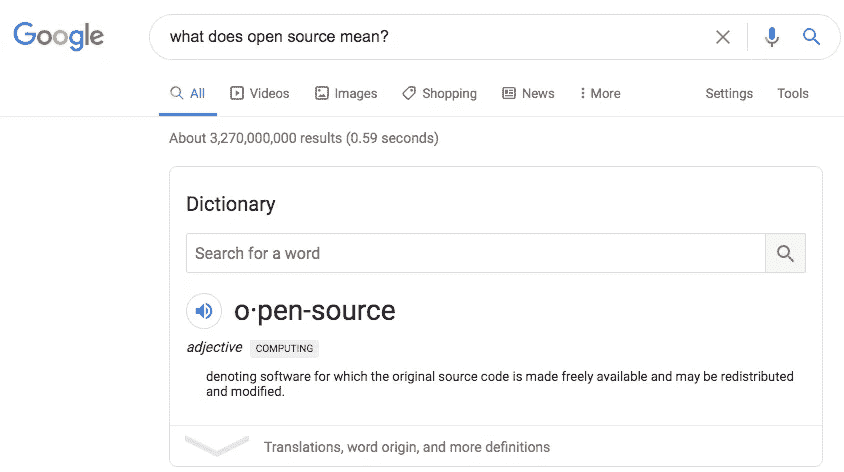 Google
what does open source mean?
All Videos Images Shopping News More Settings Tools
About 3,270,000,000 results (0.59 seconds)
Dictionary
Search for a word
o·pen-source
adjective COMPUTING
denoting software for which the original source code is made freely available and may be redistributed
and modified.
Translations, word origin, and more definitions